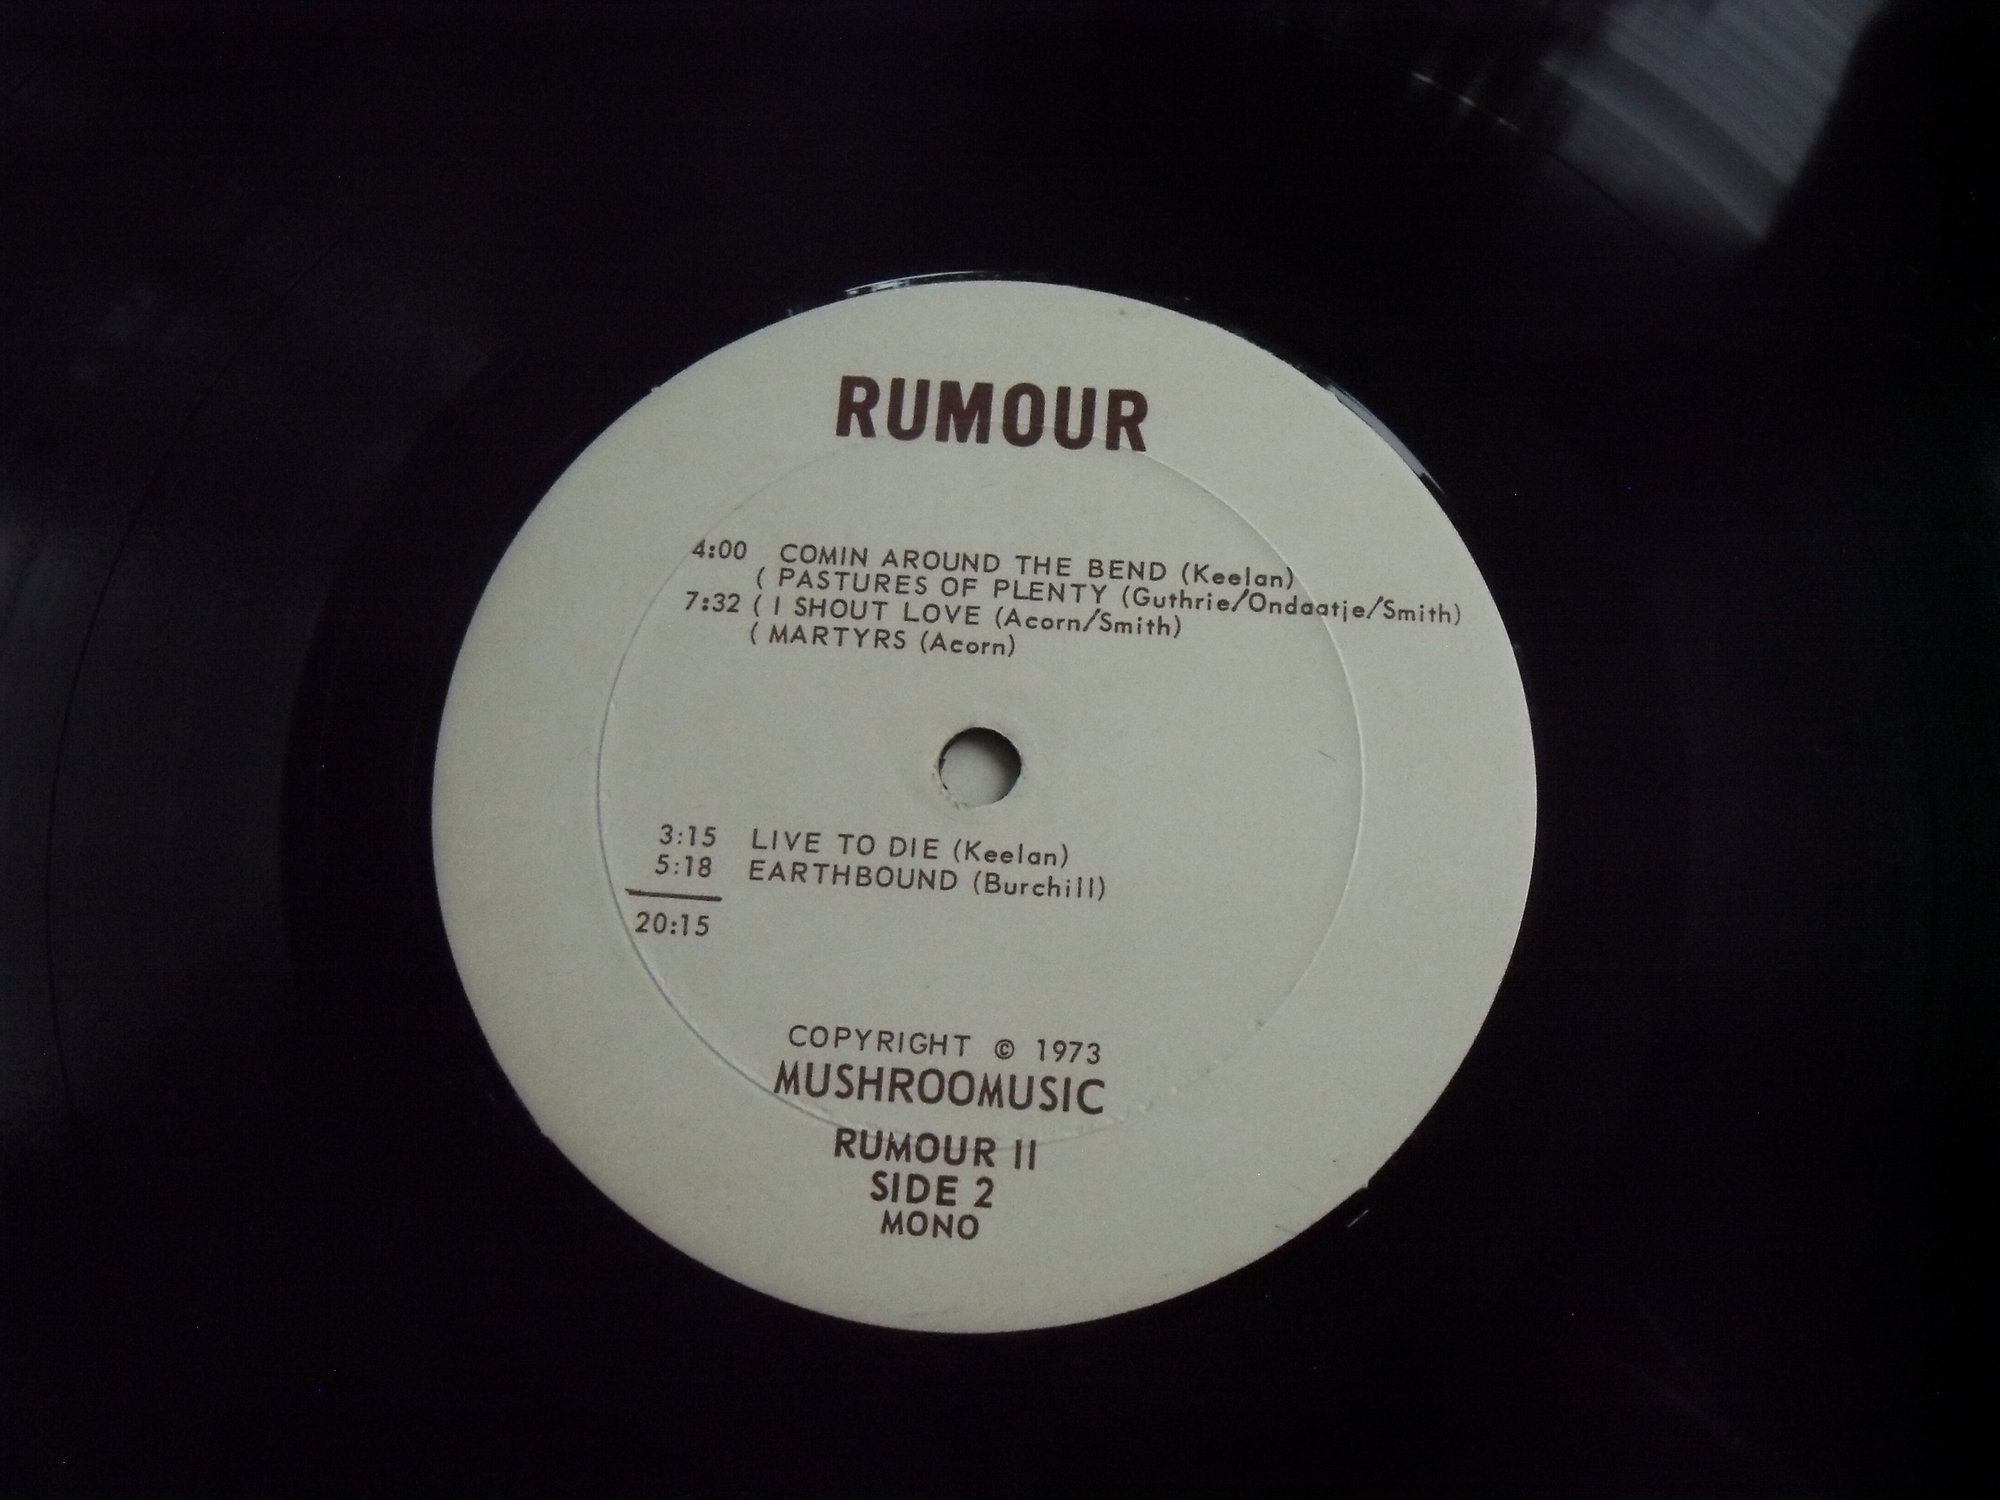 RUMOUR
4:00 COMIN AROUND THE BEND (Keelan)
( PASTURES OF PLENTY (Guthrie/Ondaatje/Smith)
7:32 ( I SHOUT LOVE (Acorn/Smith)
( MARTYRS (Acorn)
3:15 LIVE TO DIE (Keelan)
5:18 EARTHBOUND (Burchill)
20:15
COPYRIGHT © 1973
MUSHROOMUSIC
RUMOUR II
SIDE 2
MONO